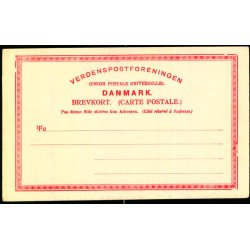 VERDENSPOSTFORENINGEN
(UNION POSTALE UNIVERSELLE).
DANMARK.
BREVKORT. (CARTE POSTALE.)
Paa denne Side skrives kun Adressen. (Côté réservé à l'adresse.)
Til